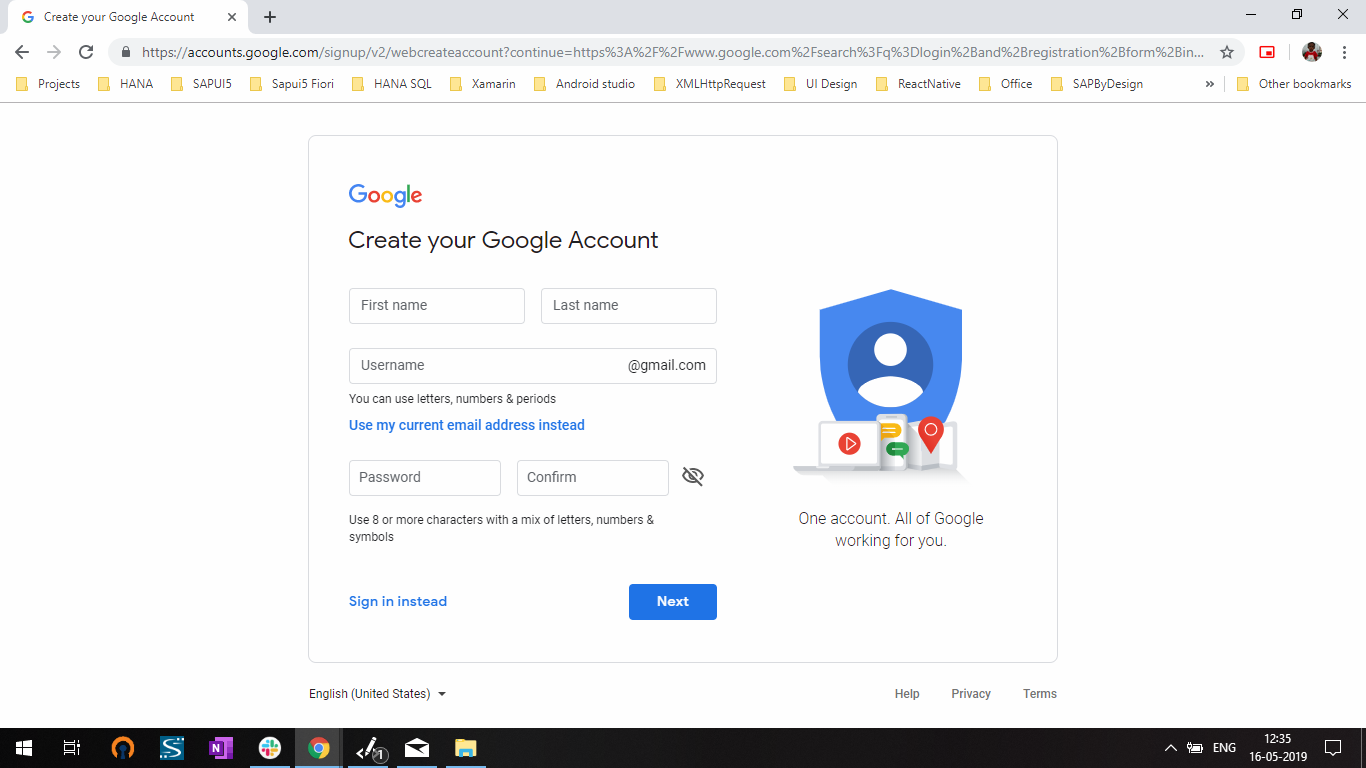 Create your Google Account
https://accounts.google.com/signup/v2/webcreateaccount?continue=https%3A%2F%2Fwww.google.com%2Fsearch%3Fq%3Dlogin%2Band%2Bregistration%2Bform%2Bin...
Projects HANA SAPUI5 Sapui5 Fiori HANA SQL Xamarin Android studio XMLHttpRequest UI Design ReactNative Office SAPByDesign » Other bookmarks
Google
Create your Google Account
First name Last name
Username @gmail.com
You can use letters, numbers & periods
Use my current email address instead
Password Confirm
Use 8 or more characters with a mix of letters, numbers &
symbols
One account. All of Google
working for you.
Sign in instead Next
English (United States) Help Privacy Terms
N 1 ENG 12:35
16-05-2019